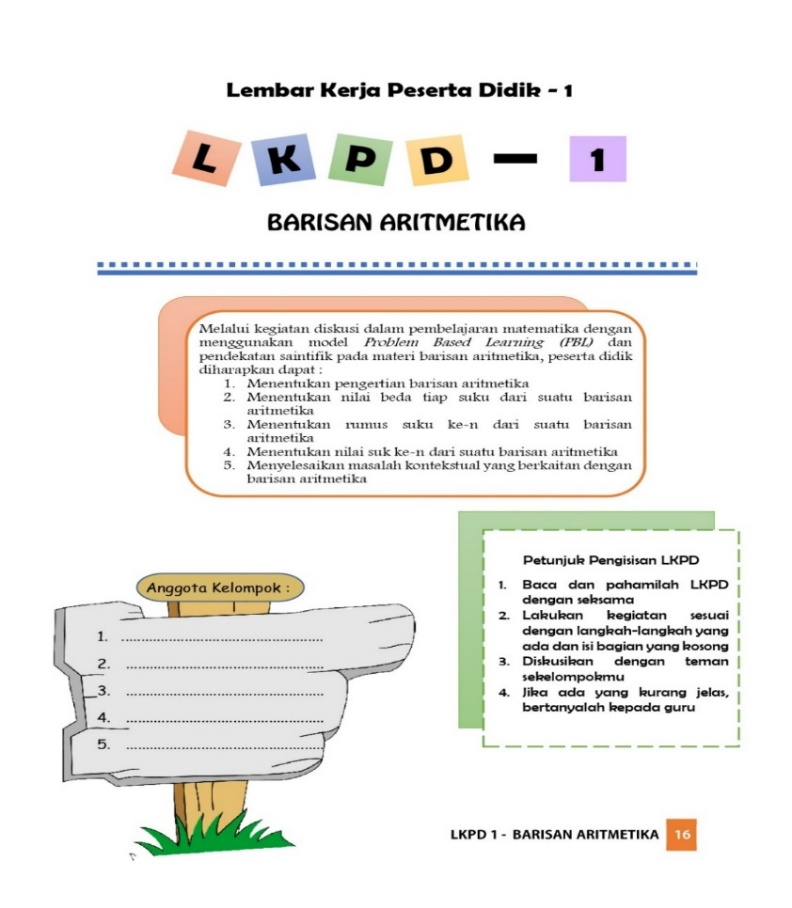 Lembar Kerja Peserta Didik - 1
L K P D - 1
BARISAN ARITMETIKA
Melalui kegiatan diskusi dalam pembelajaran matematika dengan
menggunakan model Problem Based Learning (PBL) dan
pendekatan saintifik pada materi barisan aritmetika, peserta didik
diharapkan dapat :
1. Menentukan pengertian barisan aritmetika
2. Menentukan nilai beda tiap suku dari suatu barisan
aritmetika
3. Menentukan rumus suku ke-n dari suatu barisan
aritmetika
4. Menentukan nilai suk ke-n dari suatu barisan aritmetika
5. Menyelesaikan masalah kontekstual yang berkaitan dengan
barisan aritmetika
Anggota Kelompok :
1. ................................................
2. ................................................
3. ................................................
4. ................................................
5. ................................................
Petunjuk Pengisisan LKPD
1. Baca dan pahamilah LKPD
dengan seksama
2. Lakukan kegiatan sesuai
dengan langkah-langkah yang
ada dan isi bagian yang kosong
3. Diskusikan dengan teman
sekelompokmu
4. Jika ada yang kurang jelas,
bertanyalah kepada guru
LKPD 1 - BARISAN ARITMETIKA 16